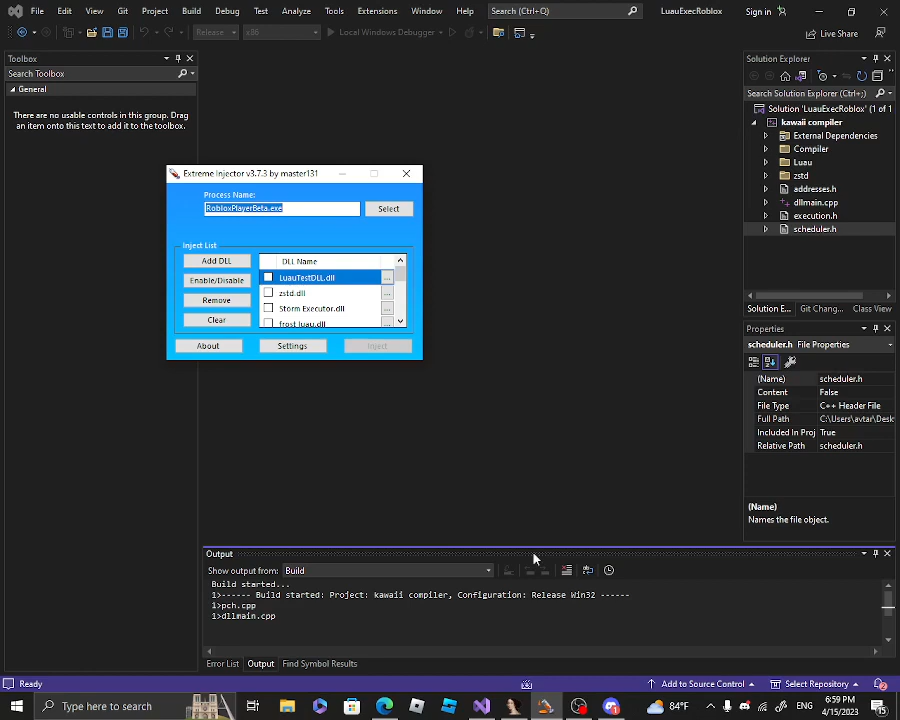 File Edit View Git Project Build Debug Test Analyze Tools Extensions Window Help Search (Ctrl+Q) LuauExecRoblox Sign in
Release x86 Local Windows Debugger Live Share
Toolbox
Search Toolbox
General
There are no usable controls in this group. Drag
an item onto this text to add it to the toolbox.
Extreme Injector v3.7.3 by master131
Process Name:
RobloxPlayerBeta.exe
Select
Inject List
Add DLL
Enable/Disable
Remove
Clear
DLL Name
LuauTestDLL.dll
...
zstd.dll
...
Storm Executor.dll
...
frost luau.dll
...
About
Settings
Inject
Solution Explorer
Search Solution Explorer (Ctrl+;)
Solution 'LuauExecRoblox' (1 of 1
kawaii compiler
External Dependencies
Compiler
Luau
zstd
addresses.h
dllmain.cpp
execution.h
scheduler.h
Solution E... Git Chang... Class View
Properties
scheduler.h File Properties
(Name) scheduler.h
Content False
File Type C++ Header File
Full Path C:\Users\avtar\Desk
Included In Proj True
Relative Path scheduler.h
(Name)
Names the file object.
Output
Show output from: Build
Build started...
1>------ Build started: Project: kawaii compiler, Configuration: Release Win32 ------
1>pch.cpp
1>dllmain.cpp
Error List Output Find Symbol Results
Ready Add to Source Control Select Repository 2
Type here to search
84°F
6:59 PM
4/15/2023
15